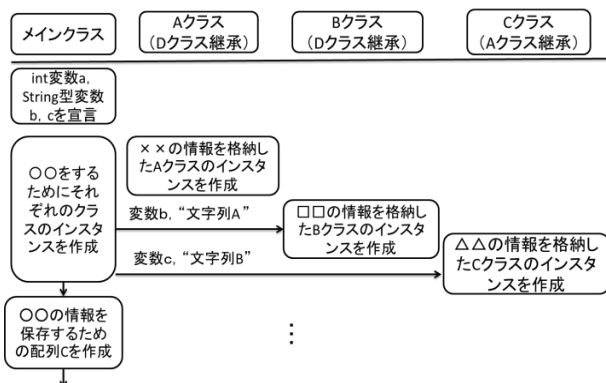 メインクラス
Aクラス
（Dクラス継承）
Bクラス
（Dクラス継承）
Cクラス
（Aクラス継承）
int変数a,
String型変数
b, cを宣言
○○をする
ためにそれ
ぞれのクラ
スのインスタ
ンスを作成
××の情報を格納し
たAクラスのインスタ
ンスを作成
変数b, “文字列A”
□□の情報を格納し
たBクラスのインスタ
ンスを作成
変数c, “文字列B”
△△の情報を格納し
たCクラスのインスタ
ンスを作成
○○の情報を
保存するため
の配列Cを作成
⋮